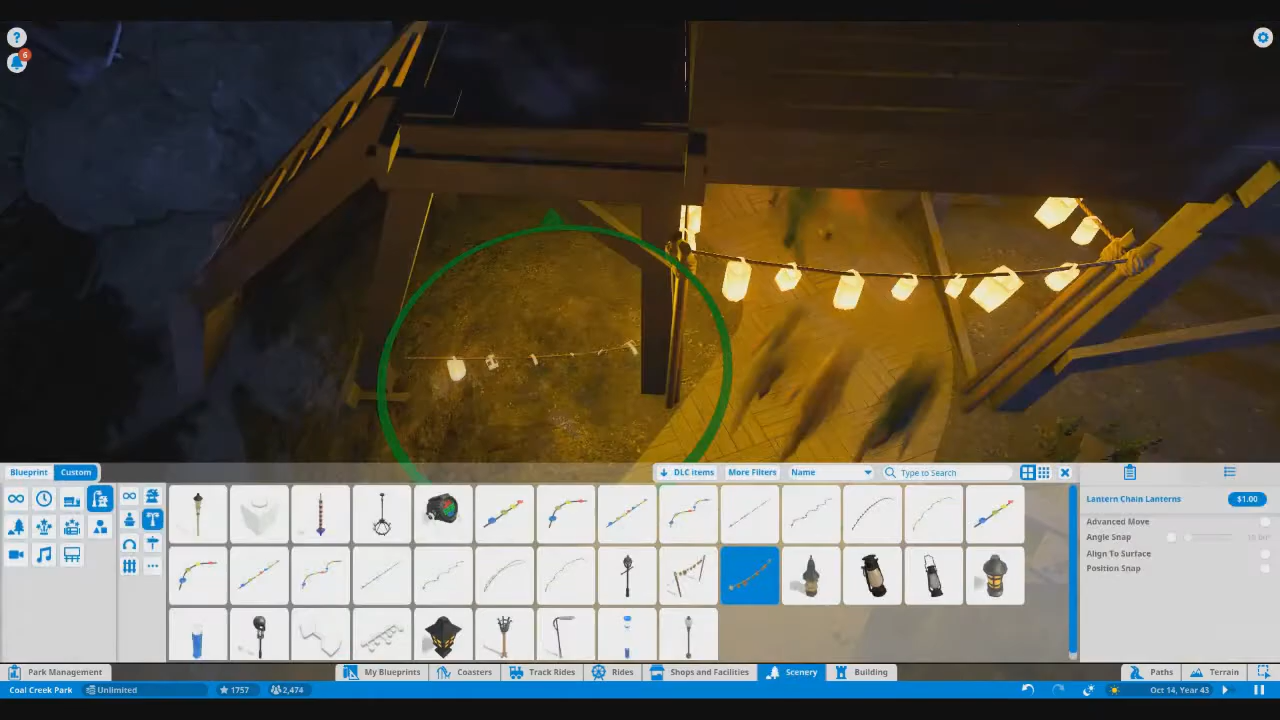 ?
6
Blueprint Custom DLC items More Filters Name Type to Search
Lantern Chain Lanterns $1.00
Advanced Move
Angle Snap
Align To Surface
Position Snap
Park Management My Blueprints Coasters Track Rides Rides Shops and Facilities Scenery Building Paths Terrain
Coal Creek Park Unlimited 1757 2,474 Oct 14, Year 43